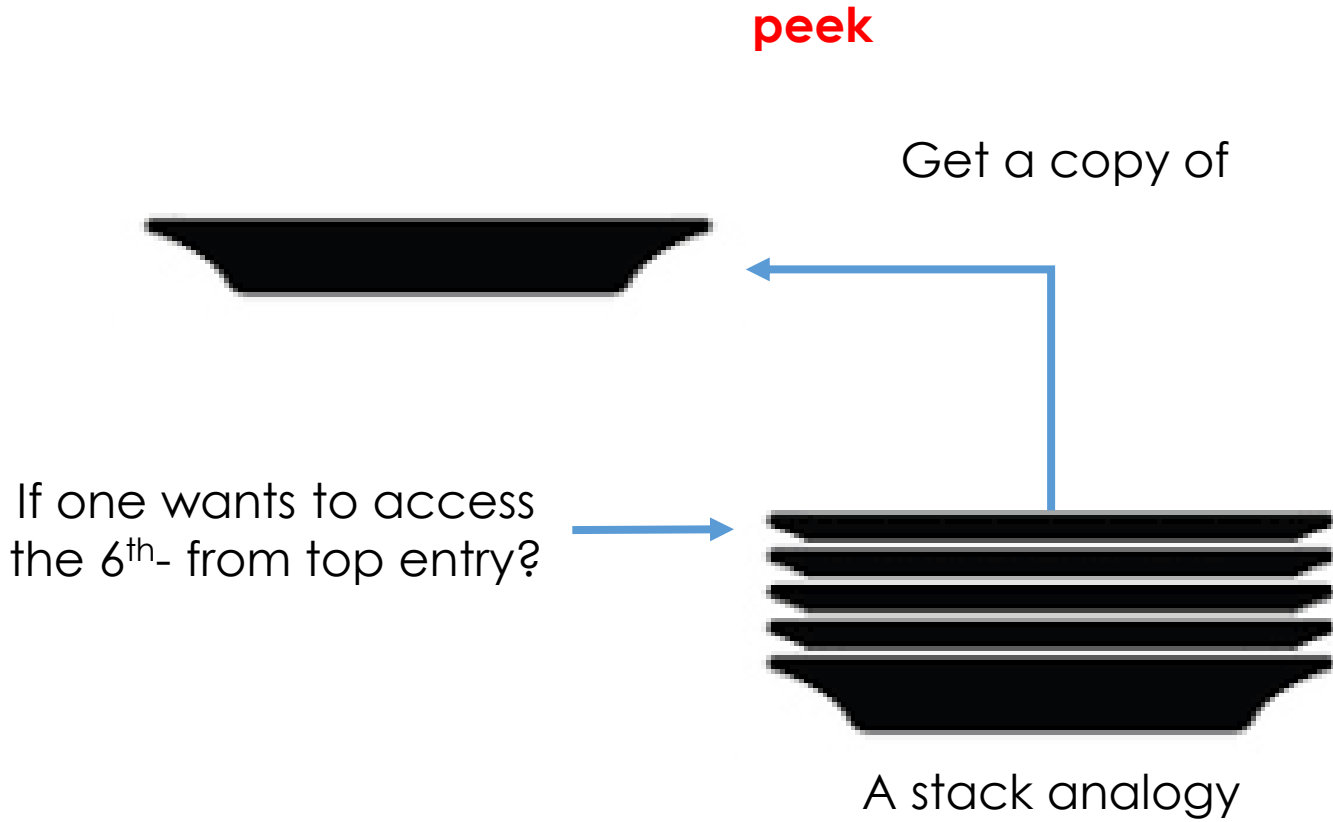 peek
Get a copy of
If one wants to access
the 6th- from top entry?
A stack analogy